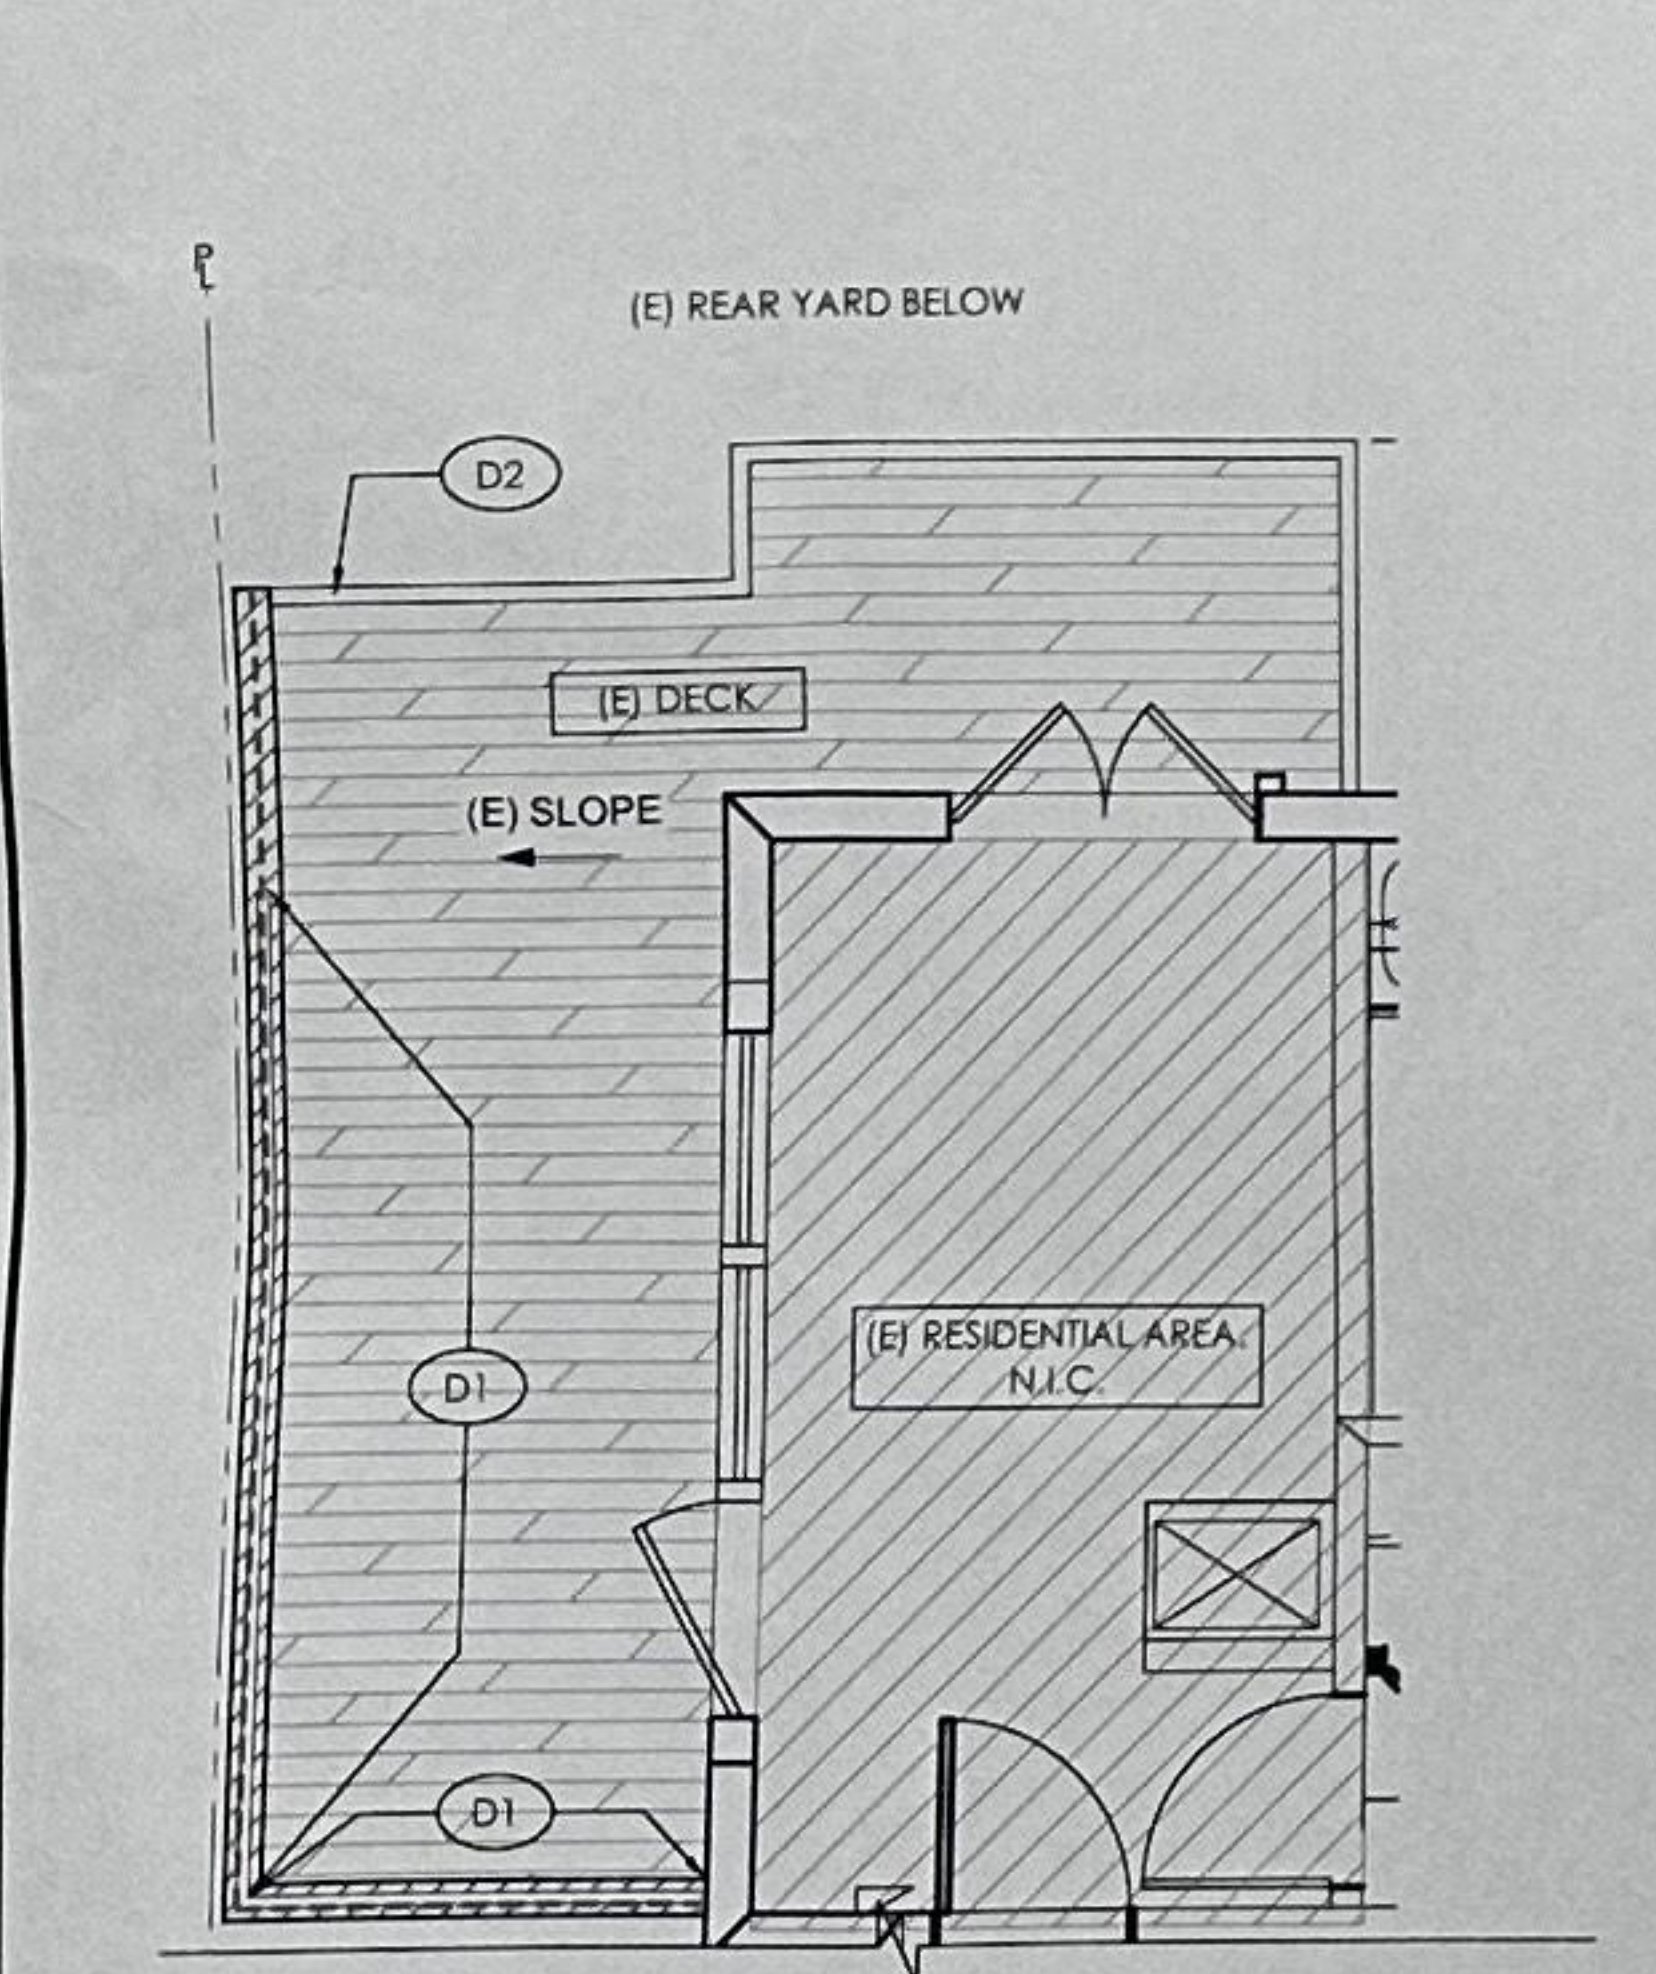 PL
(E) REAR YARD BELOW
D2
(E) DECK
(E) SLOPE
(E) RESIDENTIAL AREA
N.I.C.
D1
D1